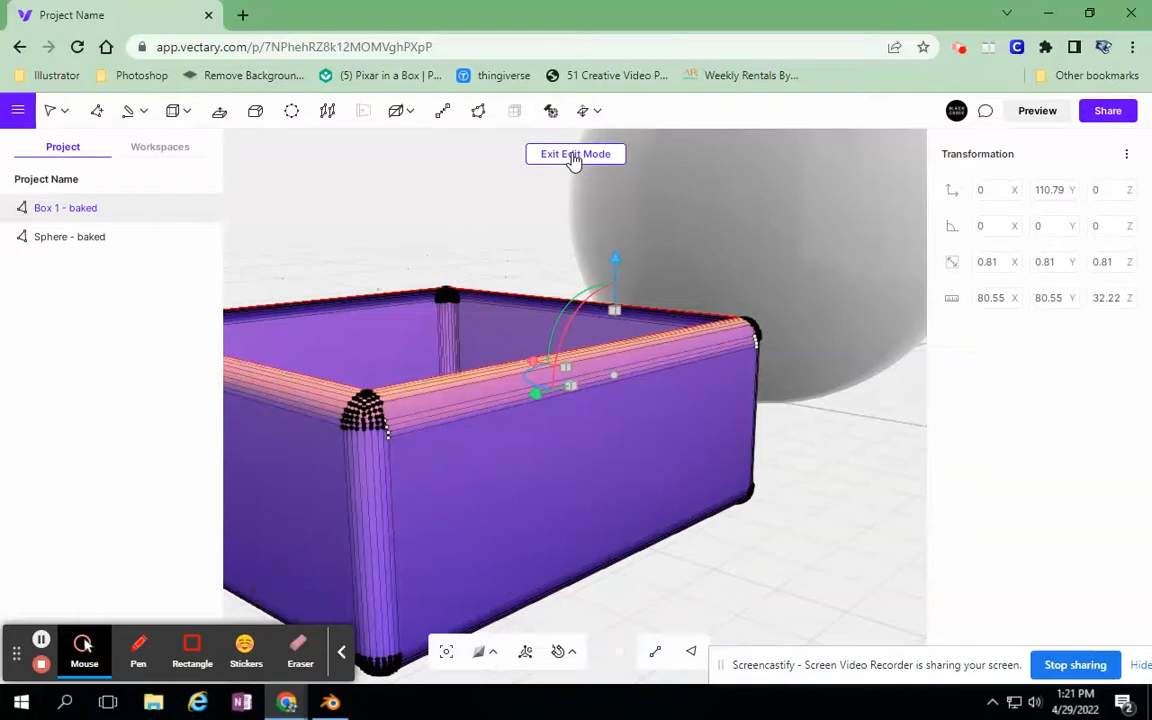 Project Name
app.vectary.com/p/7NPhehRZ8k12MOMVghPXpP
Illustrator
Photoshop
Remove Backgroun...
(5) Pixar in a Box | P...
thingiverse
51 Creative Video P...
AR
Weekly Rentals By...
Other bookmarks
Preview
Share
Project
Workspaces
Exit Edit Mode
Transformation
Project Name
0 X 110.79 Y 0 Z
Box 1 - baked
0 X 0 Y 0 Z
Sphere - baked
0.81 X 0.81 Y 0.81 Z
80.55 X 80.55 Y 32.22 Z
Mouse
Pen
Rectangle
Stickers
Eraser
Screencastify - Screen Video Recorder is sharing your screen.
Stop sharing
Hide
1:21 PM
4/29/2022
2